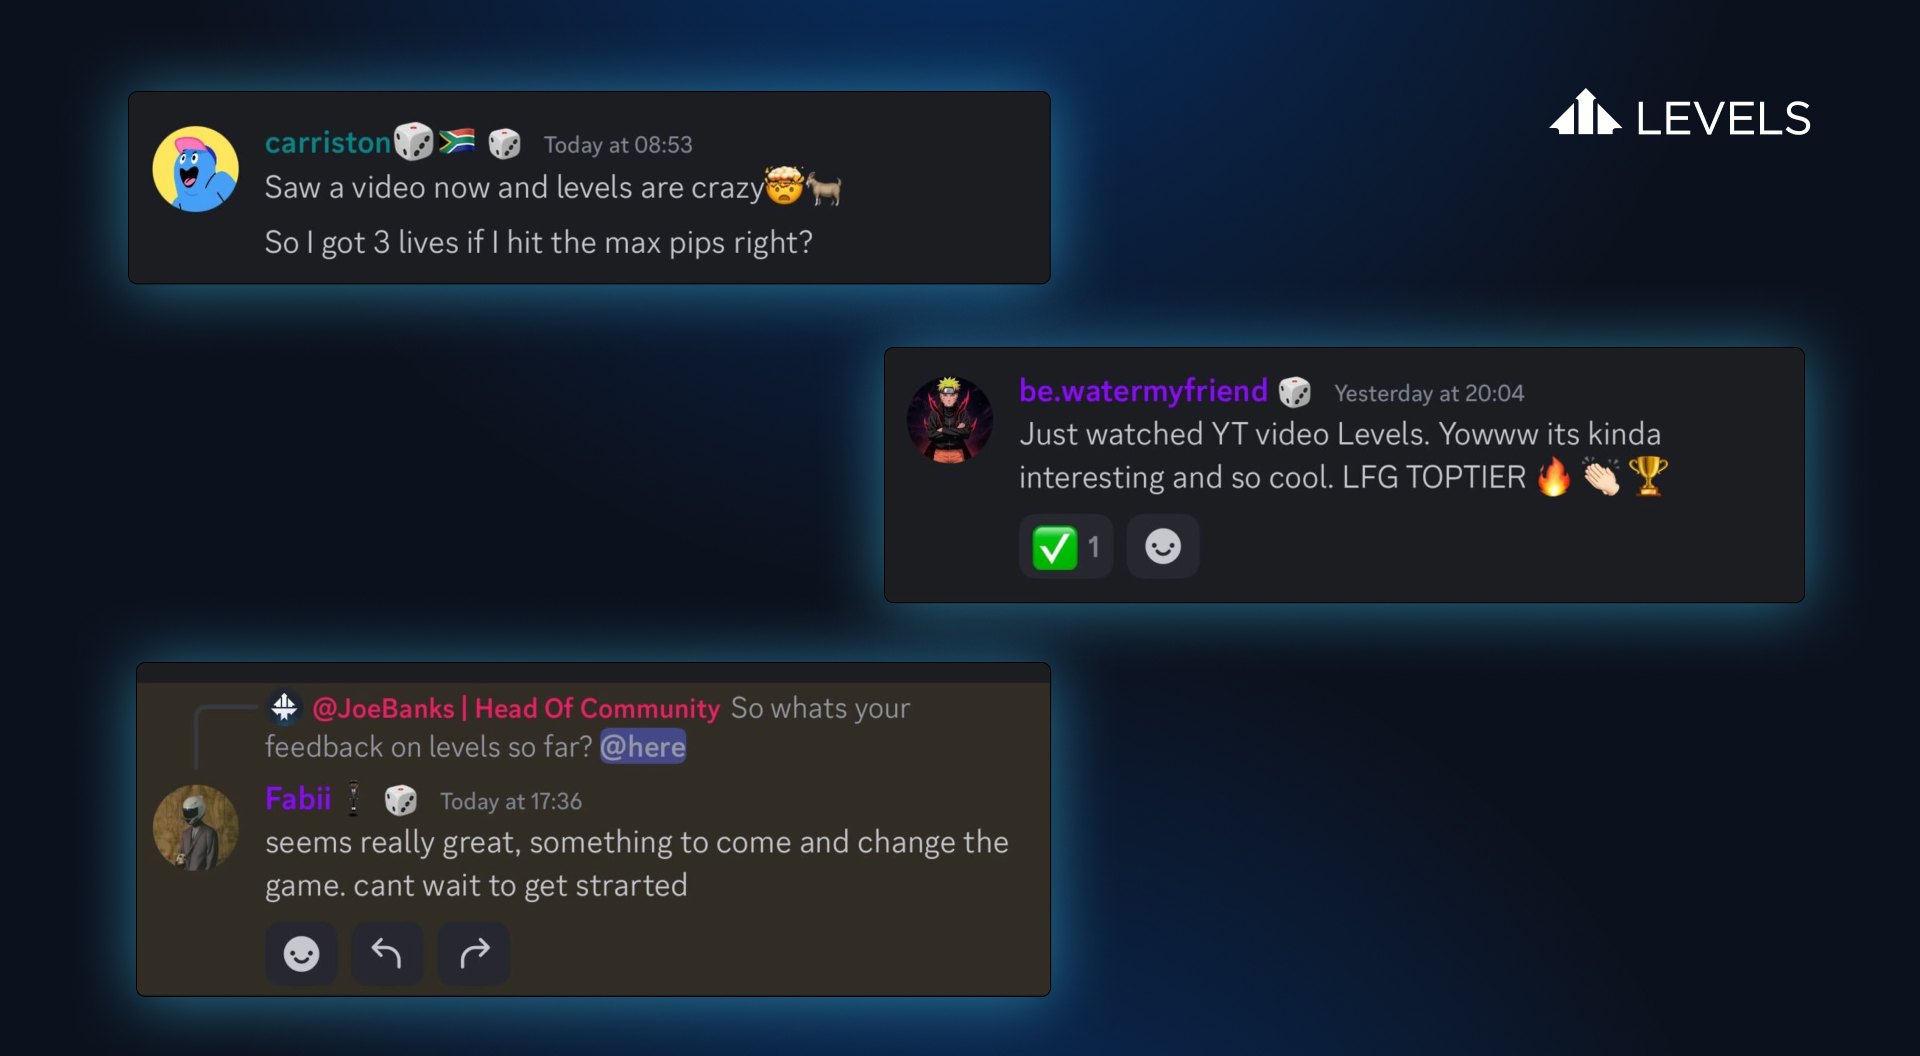 LEVELS
carriston🎲🇿🇦 🎲 Today at 08:53
Saw a video now and levels are crazy🤯🐐
So I got 3 lives if I hit the max pips right?
be.watermyfriend 🎲 Yesterday at 20:04
Just watched YT video Levels. Yowww its kinda
interesting and so cool. LFG TOPTIER 🔥 👏🏻 🏆
✅ 1
@JoeBanks | Head Of Community So whats your
feedback on levels so far? @here
Fabii 🕴🏿 🎲 Today at 17:36
seems really great, something to come and change the
game. cant wait to get strarted